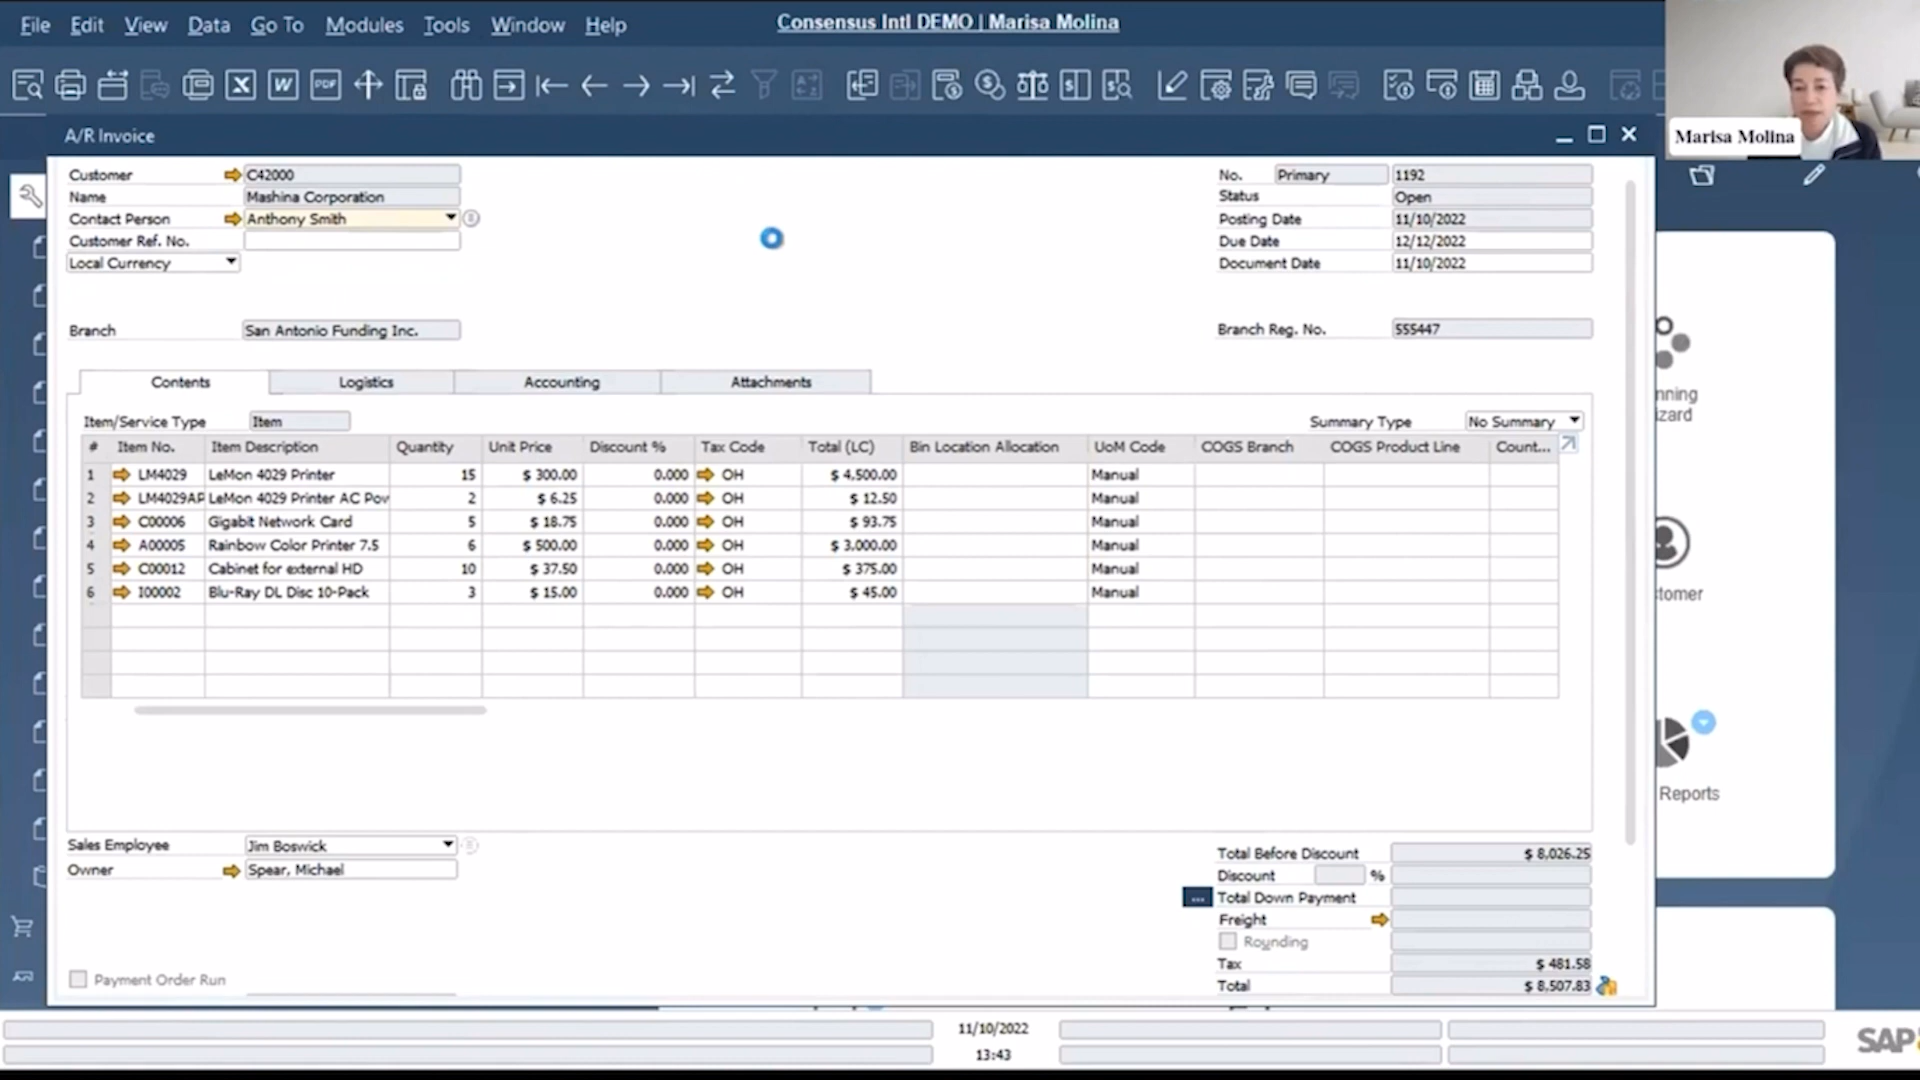 File Edit View Data Go To Modules Tools Window Help
Consensus Intl DEMO | Marisa Molina
Marisa Molina
A/R Invoice
Customer C42000
Name Mashina Corporation
Contact Person Anthony Smith
Customer Ref. No.
Local Currency
No. Primary 1192
Status Open
Posting Date 11/10/2022
Due Date 12/12/2022
Document Date 11/10/2022
Branch San Antonio Funding Inc.
Branch Reg. No. 555447
Contents Logistics Accounting Attachments
Item/Service Type Item
Summary Type No Summary
# Item No. Item Description Quantity Unit Price Discount % Tax Code Total (LC) Bin Location Allocation UoM Code COGS Branch COGS Product Line Count...
1 LM4029 LeMon 4029 Printer 15 $ 300.00 0.000 OH $ 4,500.00 Manual
2 LM4029AP LeMon 4029 Printer AC Pow 2 $ 6.25 0.000 OH $ 12.50 Manual
3 C00006 Gigabit Network Card 5 $ 18.75 0.000 OH $ 93.75 Manual
4 A00005 Rainbow Color Printer 7.5 6 $ 500.00 0.000 OH $ 3,000.00 Manual
5 C00012 Cabinet for external HD 10 $ 37.50 0.000 OH $ 375.00 Manual
6 I00002 Blu-Ray DL Disc 10-Pack 3 $ 15.00 0.000 OH $ 45.00 Manual
Sales Employee Jim Boswick
Owner Spear, Michael
Total Before Discount $ 8,026.25
Discount %
... Total Down Payment
Freight
Rounding
Tax $ 481.58
Total $ 8,507.83
Payment Order Run
nning
izard
tomer
Reports
11/10/2022
13:43
SAP